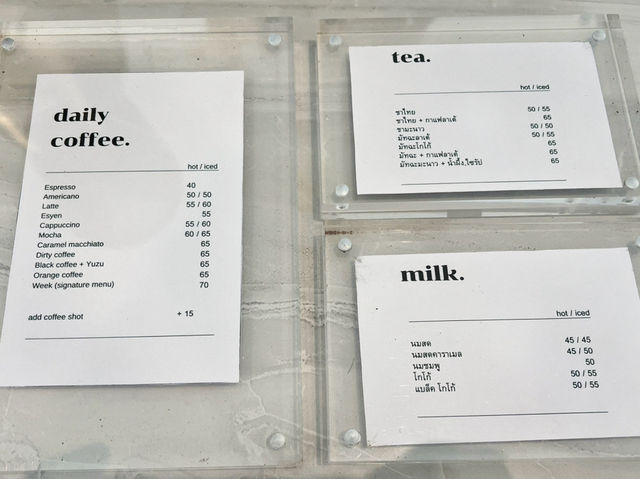 daily
coffee.
hot / iced
Espresso 40
Americano 50 / 50
Latte 55 / 60
Esyen 55
Cappuccino 55 / 60
Mocha 60 / 65
Caramel macchiato 65
Dirty coffee 65
Black coffee + Yuzu 65
Orange coffee 65
Week (signature menu) 70
add coffee shot + 15
tea.
hot / iced
ชาไทย 50 / 55
ชาไทย + กาแฟลาเต้ 65
ชามะนาว 50 / 50
มัทฉะลาเต้ 50 / 55
มัทฉะโกโก้ 65
มัทฉะ + กาแฟลาเต้ 65
มัทฉะมะนาว + น้ำผึ้ง,ไซรัป 65
milk.
hot / iced
นมสด 45 / 45
นมสดคาราเมล 45 / 50
นมชมพู 50
โกโก้ 50 / 55
แบล็ค โกโก้ 50 / 55